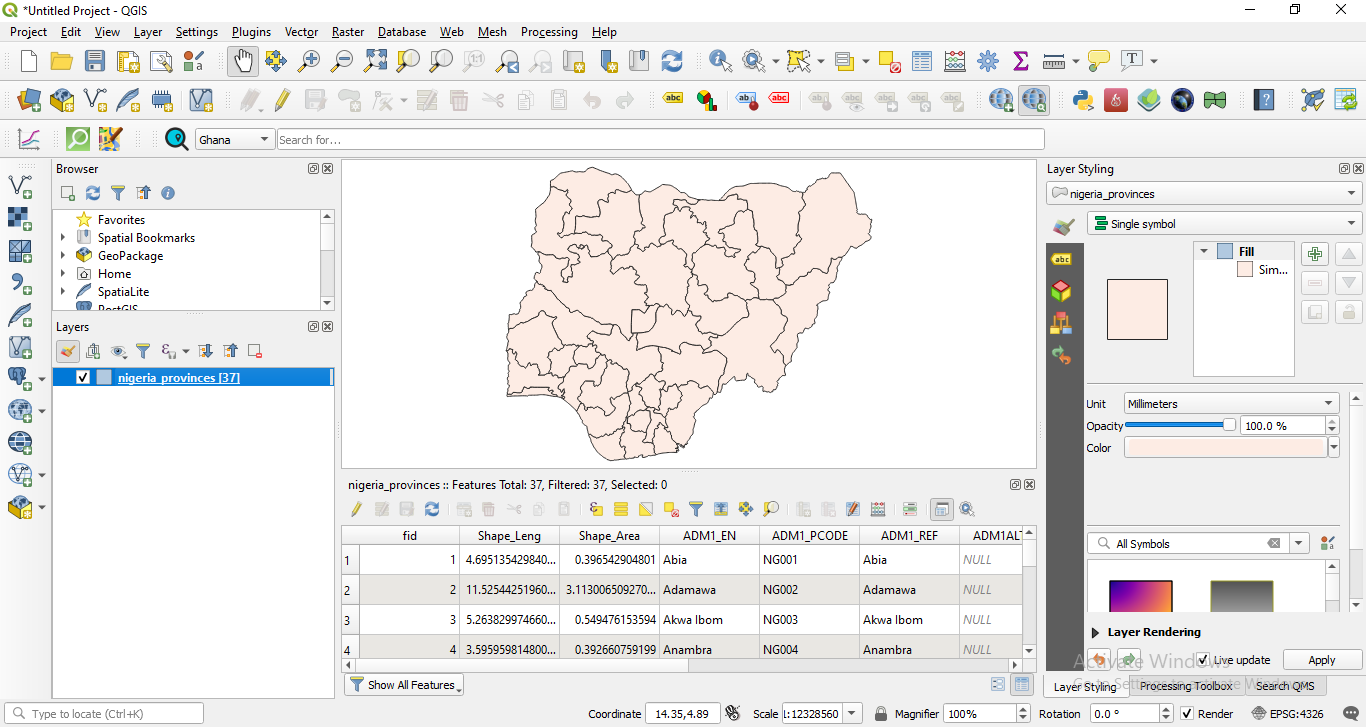 *Untitled Project - QGIS
Project Edit View Layer Settings Plugins Vector Raster Database Web Mesh Processing Help
Ghana Search for...
Browser
Favorites
Spatial Bookmarks
GeoPackage
Home
SpatiaLite
PostGIS
Layers
nigeria_provinces [37]
nigeria_provinces :: Features Total: 37, Filtered: 37, Selected: 0
fid Shape_Leng Shape_Area ADM1_EN ADM1_PCODE ADM1_REF ADM1ALT
1 1 4.695135429840... 0.396542904801 Abia NG001 Abia NULL
2 2 11.52544251960... 3.113006509270... Adamawa NG002 Adamawa NULL
3 3 5.263829974660... 0.549476153594 Akwa Ibom NG003 Akwa Ibom NULL
4 4 3.595959814800... 0.392660759199 Anambra NG004 Anambra NULL
Show All Features
Layer Styling
nigeria_provinces
Single symbol
Fill
Sim...
Unit Millimeters
Opacity 100.0 %
Color
All Symbols
Layer Rendering
Live update Apply
Activate Windows
Go to Settings to activate Windows.
Layer Styling Processing Toolbox Search QMS
Type to locate (Ctrl+K) Coordinate 14.35,4.89 Scale 1:12328560 Magnifier 100% Rotation 0.0 ° Render EPSG:4326